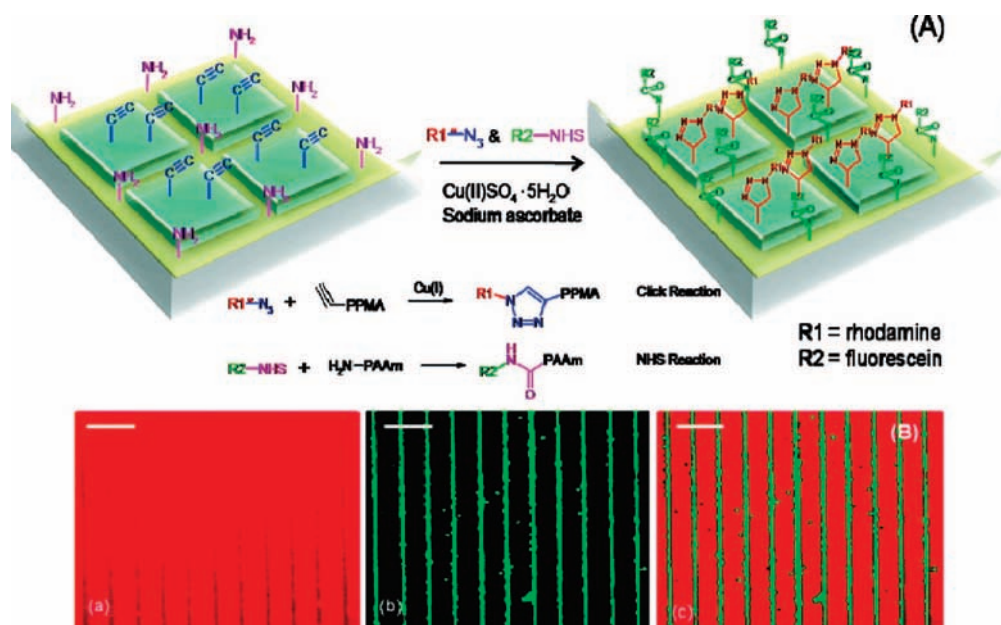 (A)
NH2
NH2
NH2
NH2
NH2
NH2
NH2
NH2
NH2
C≡C
C≡C
C≡C
C≡C
C≡C
C≡C
C≡C
C≡C
R1-N3 & R2-NHS
Cu(II)SO4·5H2O
Sodium ascorbate
R1-N3 + PPMA Cu(I) R1 N N=N PPMA Click Reaction
R2-NHS + H2N-PAAm R2 H N O PAAm NHS Reaction
R1 = rhodamine
R2 = fluorescein
(B)
(a) (b) (c)